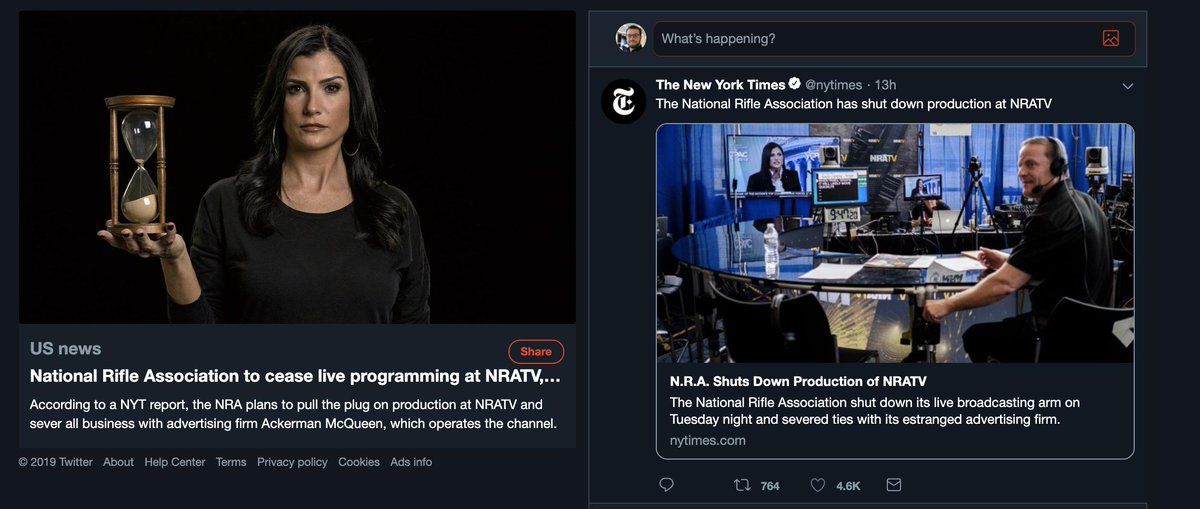 US news
Share
National Rifle Association to cease live programming at NRATV,...
According to a NYT report, the NRA plans to pull the plug on production at NRATV and
sever all business with advertising firm Ackerman McQueen, which operates the channel.
© 2019 Twitter About Help Center Terms Privacy policy Cookies Ads info
What's happening?
The New York Times @nytimes · 13h
The National Rifle Association has shut down production at NRATV
NRATV
9:47:20
N.R.A. Shuts Down Production of NRATV
The National Rifle Association shut down its live broadcasting arm on
Tuesday night and severed ties with its estranged advertising firm.
nytimes.com
764 4.6K